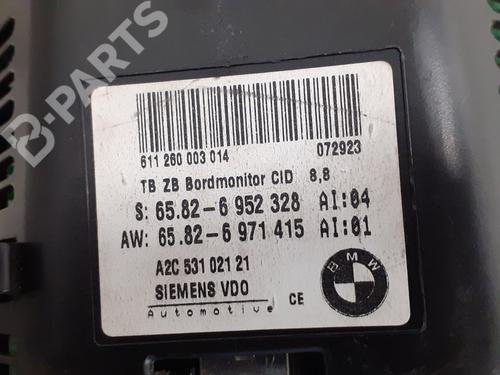 B-PARTS
611 260 003 014 072923
TB ZB Bordmonitor CID 8,8
S: 65.82-6 952 328 AI:04
AW: 65.82-6 971 415 AI:01
A2C 531 021 21
SIEMENS VDO CE
Automotive
BMW